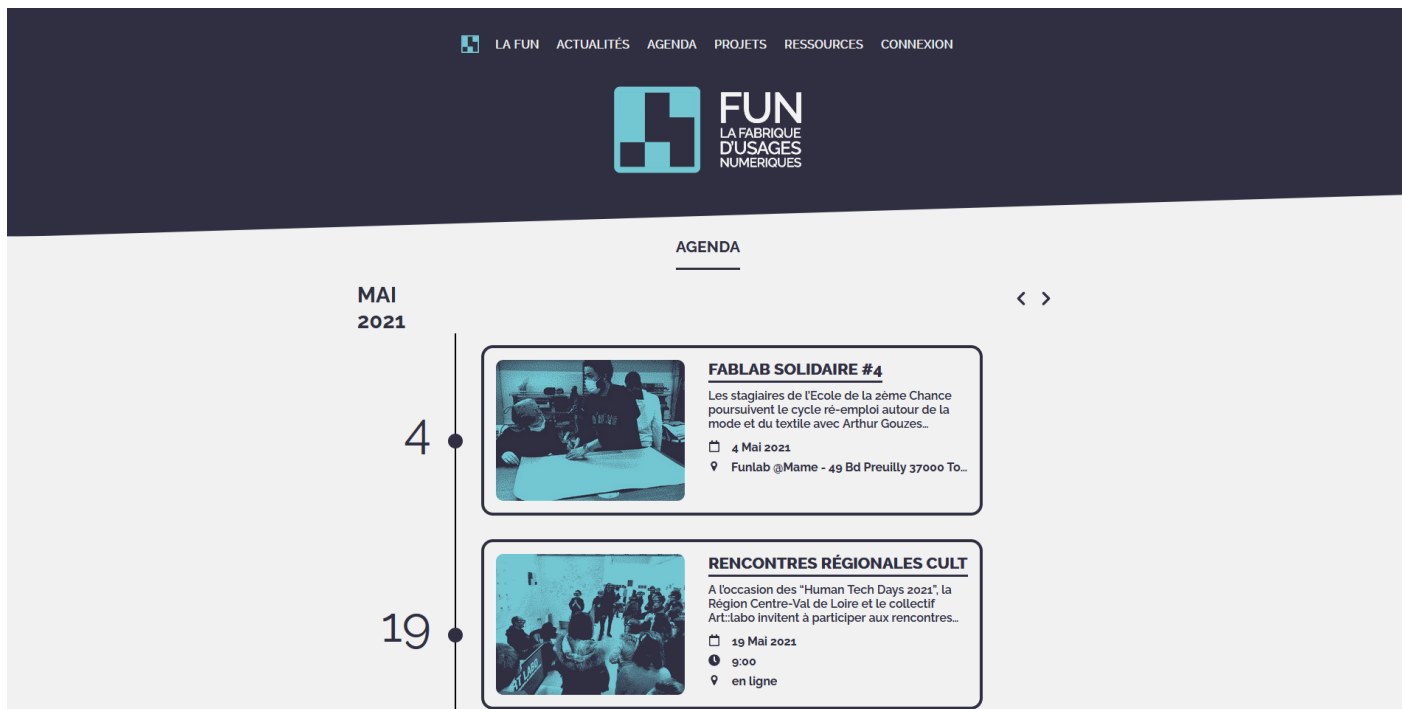 LA FUN ACTUALITÉS AGENDA PROJETS RESSOURCES CONNEXION
FUN
LA FABRIQUE
D'USAGES
NUMERIQUES
AGENDA
MAI
2021
4
FABLAB SOLIDAIRE #4
Les stagiaires de l'Ecole de la 2ème Chance
poursuivent le cycle ré-emploi autour de la
mode et du textile avec Arthur Gouzes…
4 Mai 2021
Funlab @Mame - 49 Bd Preuilly 37000 To…
19
RENCONTRES RÉGIONALES CULT
A l'occasion des “Human Tech Days 2021”, la
Région Centre-Val de Loire et le collectif
Art::labo invitent à participer aux rencontres…
19 Mai 2021
9:00
en ligne